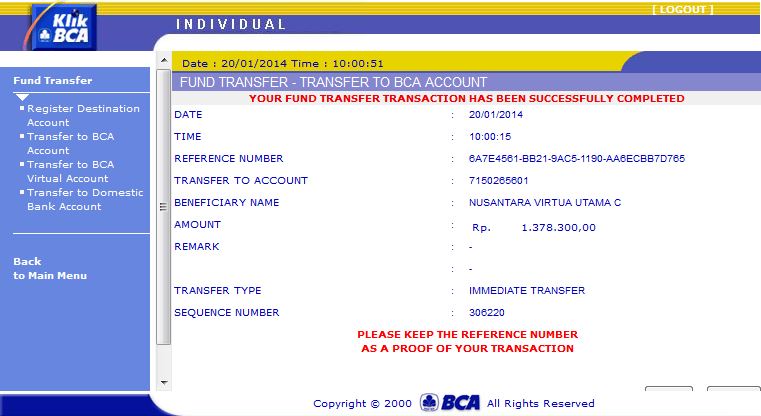 Klik
BCA
INDIVIDUAL
[ LOGOUT ]
Date : 20/01/2014 Time : 10:00:51
Fund Transfer
Register Destination
Account
Transfer to BCA
Account
Transfer to BCA
Virtual Account
Transfer to Domestic
Bank Account
Back
to Main Menu
FUND TRANSFER - TRANSFER TO BCA ACCOUNT
YOUR FUND TRANSFER TRANSACTION HAS BEEN SUCCESSFULLY COMPLETED
DATE : 20/01/2014
TIME : 10:00:15
REFERENCE NUMBER : 6A7E4561-BB21-9AC5-1190-AA6ECBB7D765
TRANSFER TO ACCOUNT : 7150265601
BENEFICIARY NAME : NUSANTARA VIRTUA UTAMA C
AMOUNT : Rp. 1.378.300,00
REMARK : -
: -
TRANSFER TYPE : IMMEDIATE TRANSFER
SEQUENCE NUMBER : 306220
PLEASE KEEP THE REFERENCE NUMBER
AS A PROOF OF YOUR TRANSACTION
Copyright © 2000 BCA All Rights Reserved